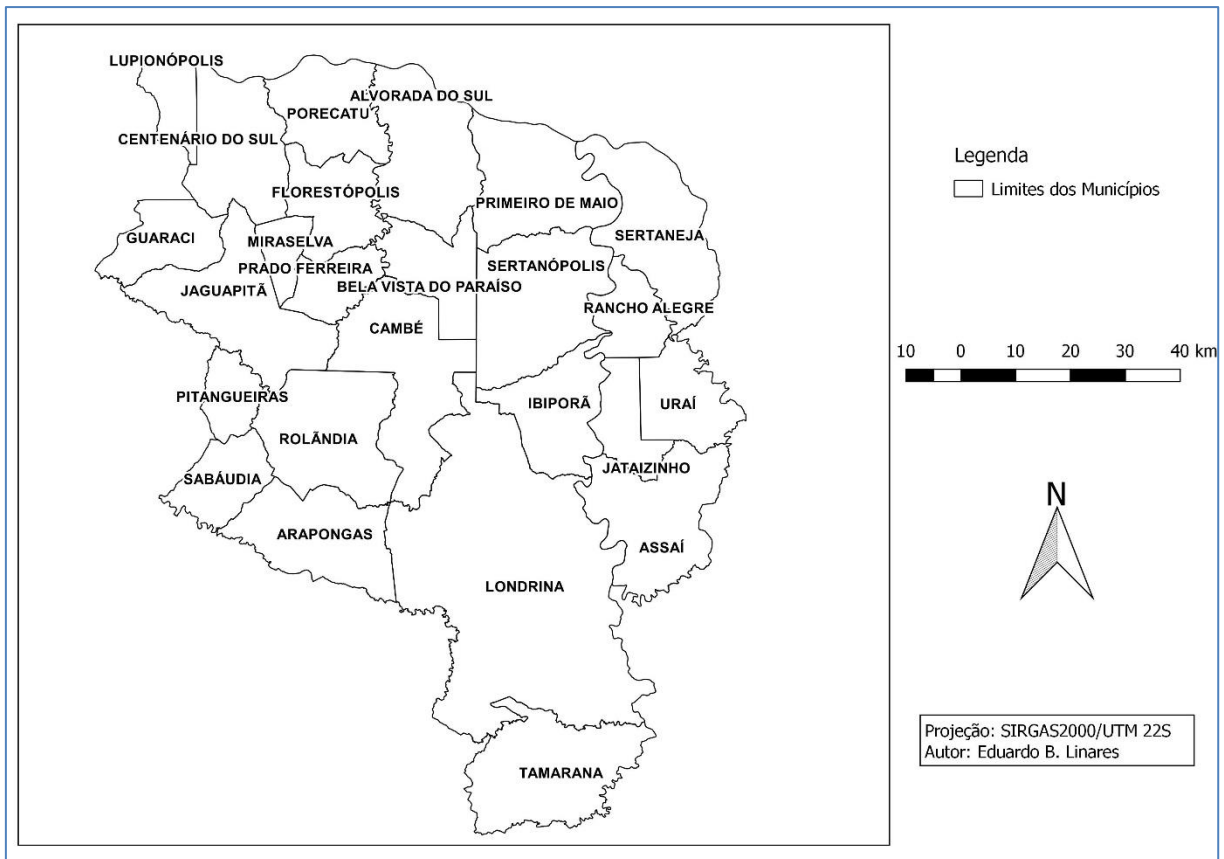 LUPIONÓPOLIS
ALVORADA DO SUL
PORECATU
CENTENÁRIO DO SUL
FLORESTÓPOLIS
PRIMEIRO DE MAIO
GUARACI
MIRASELVA
SERTANEJA
PRADO FERREIRA
SERTANÓPOLIS
JAGUAPITÃ
BELA VISTA DO PARAÍSO
RANCHO ALEGRE
CAMBÉ
PITANGUEIRAS
IBIPORÃ
URAÍ
ROLÃNDIA
SABÁUDIA
JATAIZINHO
ARAPONGAS
ASSAÍ
LONDRINA
TAMARANA
Legenda
Limites dos Municípios
10 0 10 20 30 40 km
N
Projeção: SIRGAS2000/UTM 22S
Autor: Eduardo B. Linares